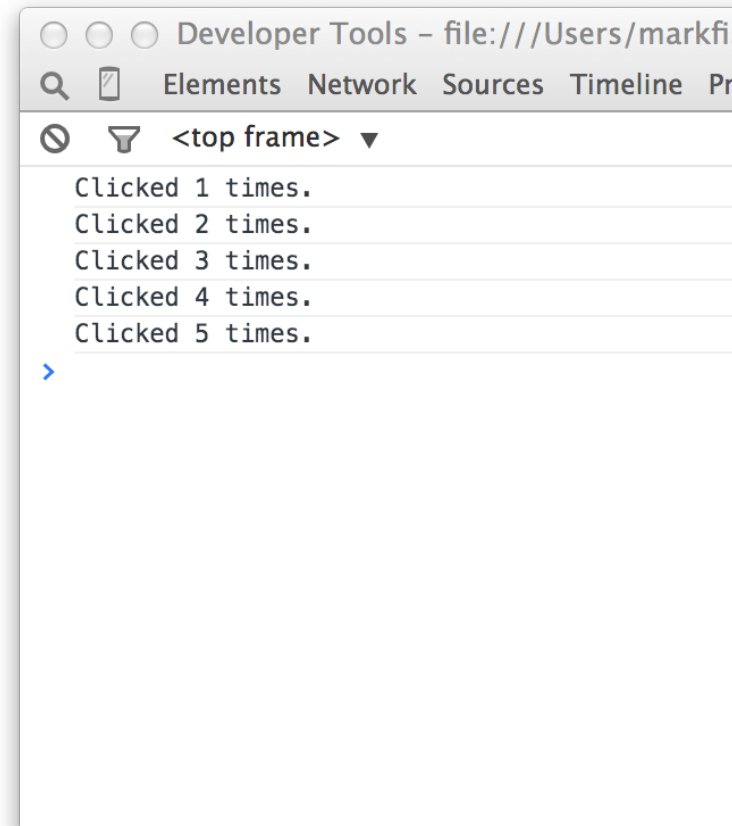 Developer Tools – file:///Users/markfi
Elements Network Sources Timeline Pr
<top frame> ▼
Clicked 1 times.
Clicked 2 times.
Clicked 3 times.
Clicked 4 times.
Clicked 5 times.
>